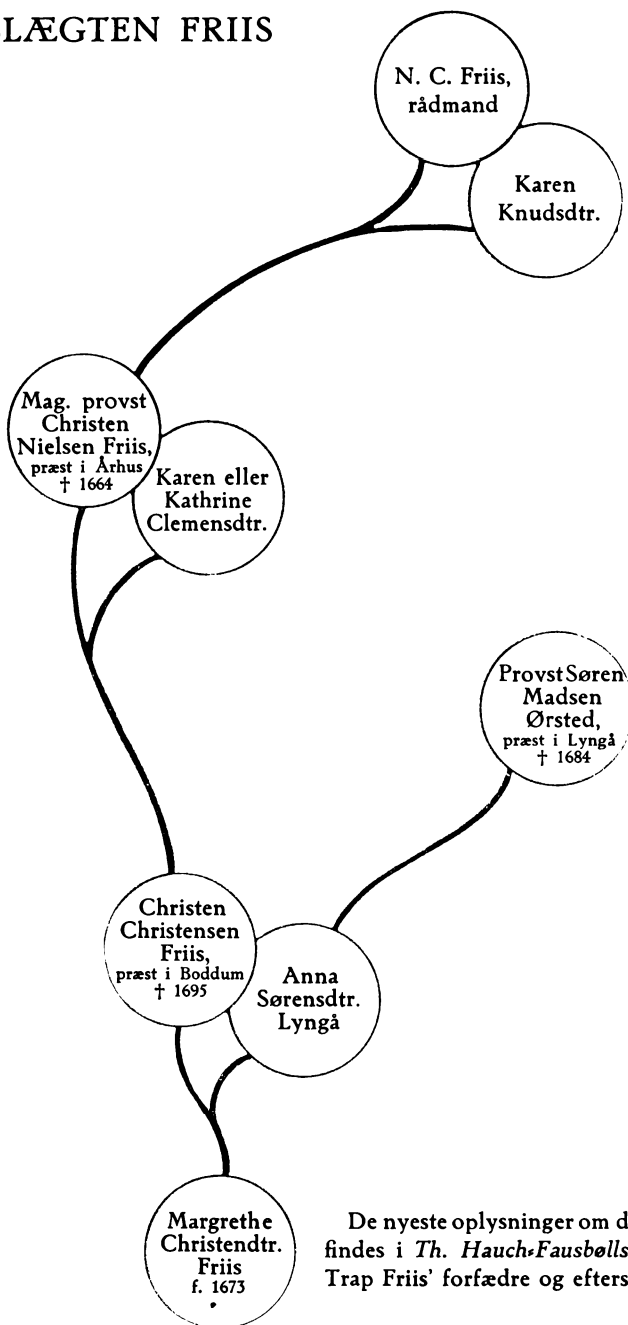 LÆGTEN FRIIS
N. C. Friis,
rådmand
Karen
Knudsdtr.
Mag. provst
Christen
Nielsen Friis,
præst i Århus
† 1664
Karen eller
Kathrine
Clemensdtr.
Provst Søren
Madsen
Ørsted,
præst i Lyngå
† 1684
Christen
Christensen
Friis,
præst i Boddum
† 1695
Anna
Sørensdtr.
Lyngå
Margrethe
Christendtr.
Friis
f. 1673
De nyeste oplysninger om d
findes i Th. Hauch-Fausbølls
Trap Friis' forfædre og efters